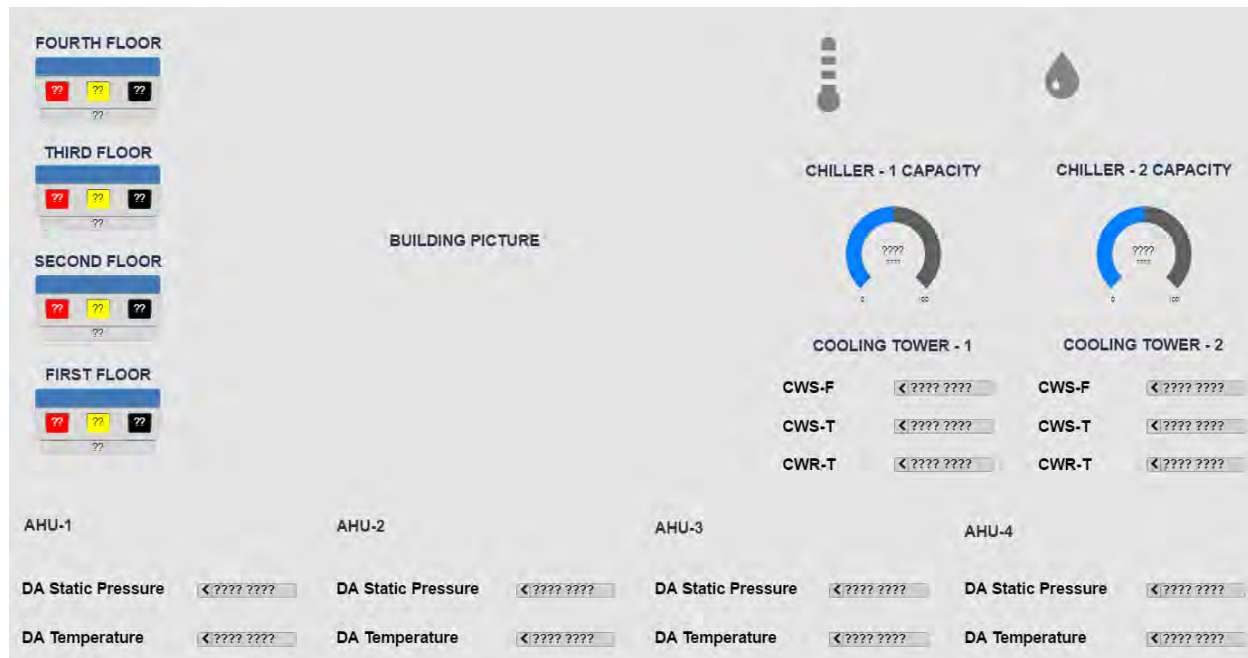 FOURTH FLOOR
?? ?? ??
??
THIRD FLOOR
?? ?? ??
??
SECOND FLOOR
?? ?? ??
??
FIRST FLOOR
?? ?? ??
??
BUILDING PICTURE
CHILLER - 1 CAPACITY
????
????
0 100
CHILLER - 2 CAPACITY
????
????
0 100
COOLING TOWER - 1
CWS-F ???? ????
CWS-T ???? ????
CWR-T ???? ????
COOLING TOWER - 2
CWS-F ???? ????
CWS-T ???? ????
CWR-T ???? ????
AHU-1
DA Static Pressure ???? ????
DA Temperature ???? ????
AHU-2
DA Static Pressure ???? ????
DA Temperature ???? ????
AHU-3
DA Static Pressure ???? ????
DA Temperature ???? ????
AHU-4
DA Static Pressure ???? ????
DA Temperature ???? ????